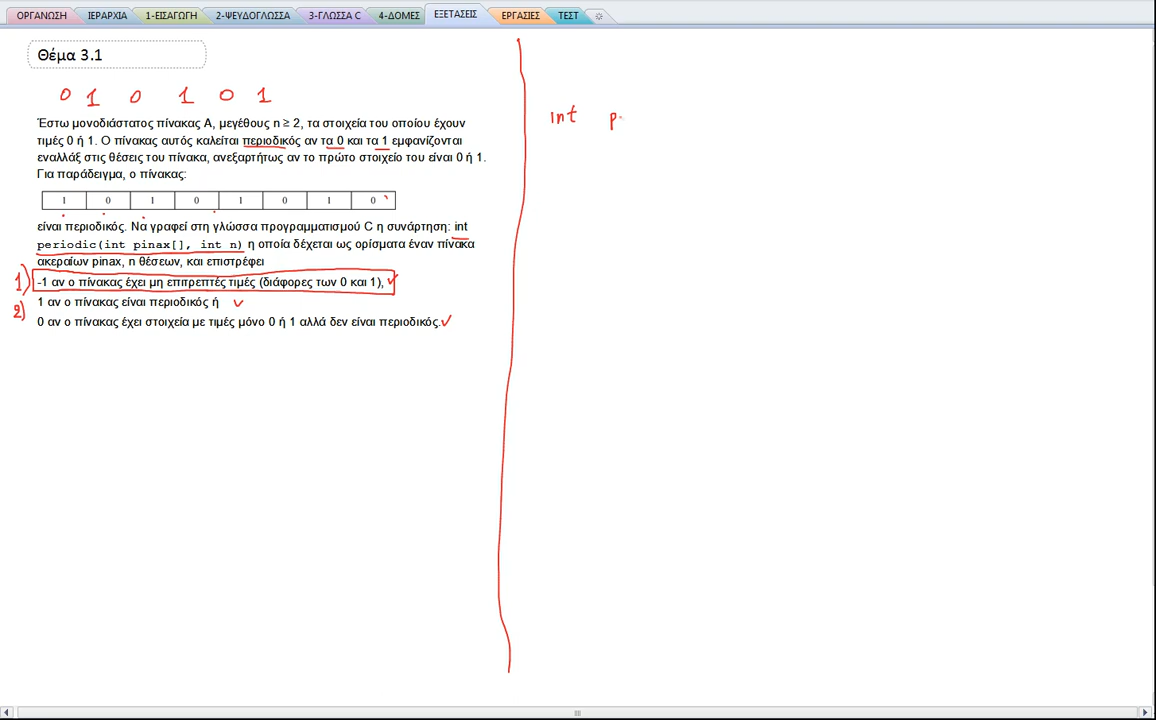 ΟΡΓΑΝΩΣΗ ΙΕΡΑΡΧΙΑ 1-ΕΙΣΑΓΩΓΗ 2-ΨΕΥΔΟΓΛΩΣΣΑ 3-ΓΛΩΣΣΑ C 4-ΔΟΜΕΣ ΕΞΕΤΑΣΕΙΣ ΕΡΓΑΣΙΕΣ ΤΕΣΤ
Θέμα 3.1
0 1 0 1 0 1
Έστω μονοδιάστατος πίνακας Α, μεγέθους n ≥ 2, τα στοιχεία του οποίου έχουν
τιμές 0 ή 1. Ο πίνακας αυτός καλείται περιοδικός αν τα 0 και τα 1 εμφανίζονται
εναλλάξ στις θέσεις του πίνακα, ανεξαρτήτως αν το πρώτο στοιχείο του είναι 0 ή 1.
Για παράδειγμα, ο πίνακας:
1 0 1 0 1 0 1 0
είναι περιοδικός. Να γραφεί στη γλώσσα προγραμματισμού C η συνάρτηση: int
periodic(int pinax[], int n) η οποία δέχεται ως ορίσματα έναν πίνακα
ακεραίων pinax, n θέσεων, και επιστρέφει
1) -1 αν ο πίνακας έχει μη επιτρεπτές τιμές (διάφορες των 0 και 1),
1 αν ο πίνακας είναι περιοδικός ή
2)
0 αν ο πίνακας έχει στοιχεία με τιμές μόνο 0 ή 1 αλλά δεν είναι περιοδικός.
int p